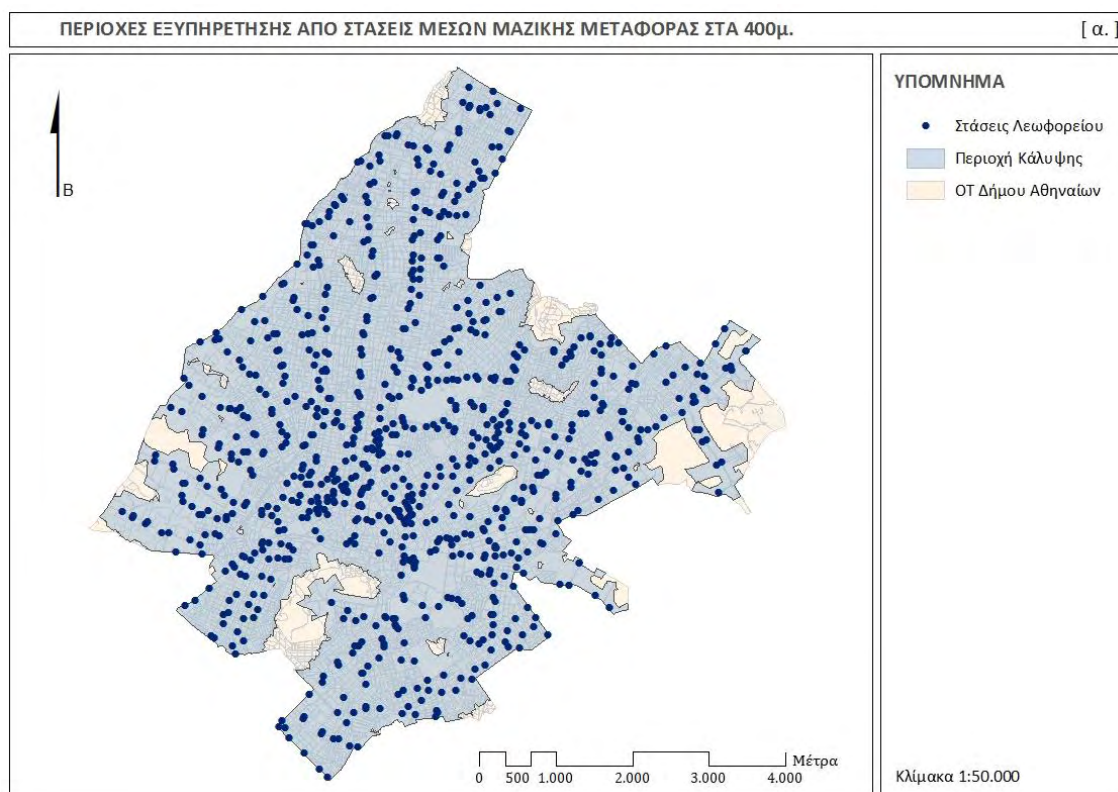 ΠΕΡΙΟΧΕΣ ΕΞΥΠΗΡΕΤΗΣΗΣ ΑΠΟ ΣΤΑΣΕΙΣ ΜΕΣΩΝ ΜΑΖΙΚΗΣ ΜΕΤΑΦΟΡΑΣ ΣΤΑ 400μ. [ α. ]
ΥΠΟΜΝΗΜΑ
Στάσεις Λεωφορείου
Περιοχή Κάλυψης
ΟΤ Δήμου Αθηναίων
Β
Μέτρα
0 500 1.000 2.000 3.000 4.000
Κλίμακα 1:50.000